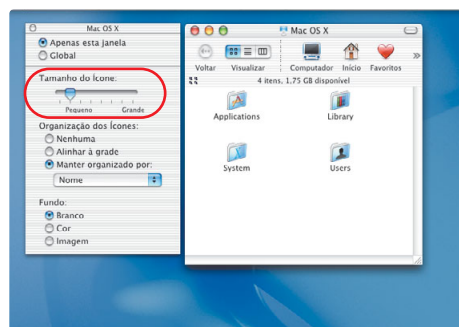 Mac OS X
Apenas esta janela
Global
Tamanho do Ícone:
Pequeno Grande
Organização dos Ícones:
Nenhuma
Alinhar à grade
Manter organizado por:
Nome
Fundo:
Branco
Cor
Imagem
Mac OS X
Voltar Visualizar Computador Início Favoritos
4 itens, 1,75 GB disponível
Applications Library
System Users